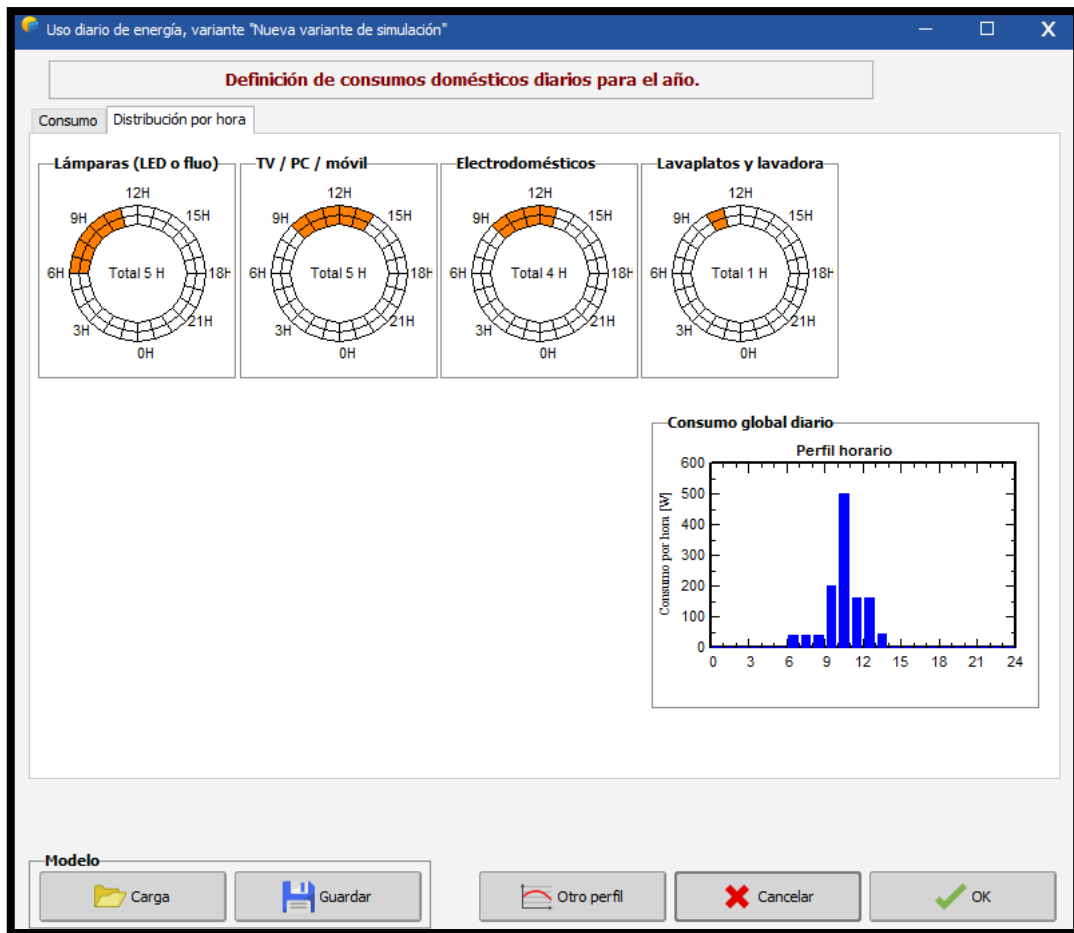 Uso diario de energía, variante "Nueva variante de simulación"
Definición de consumos domésticos diarios para el año.
Consumo Distribución por hora
Lámparas (LED o fluo) TV / PC / móvil Electrodomésticos Lavaplatos y lavadora
12H 12H 12H 12H
9H 15H 9H 15H 9H 15H 9H 15H
6H Total 5 H 18H 6H Total 5 H 18H 6H Total 4 H 18H 6H Total 1 H 18H
3H 21H 3H 21H 3H 21H 3H 21H
0H 0H 0H 0H
Consumo global diario
Perfil horario
600
500
400
300
200
100
0
Consumo por hora [W]
0 3 6 9 12 15 18 21 24
Modelo
Carga Guardar Otro perfil Cancelar OK